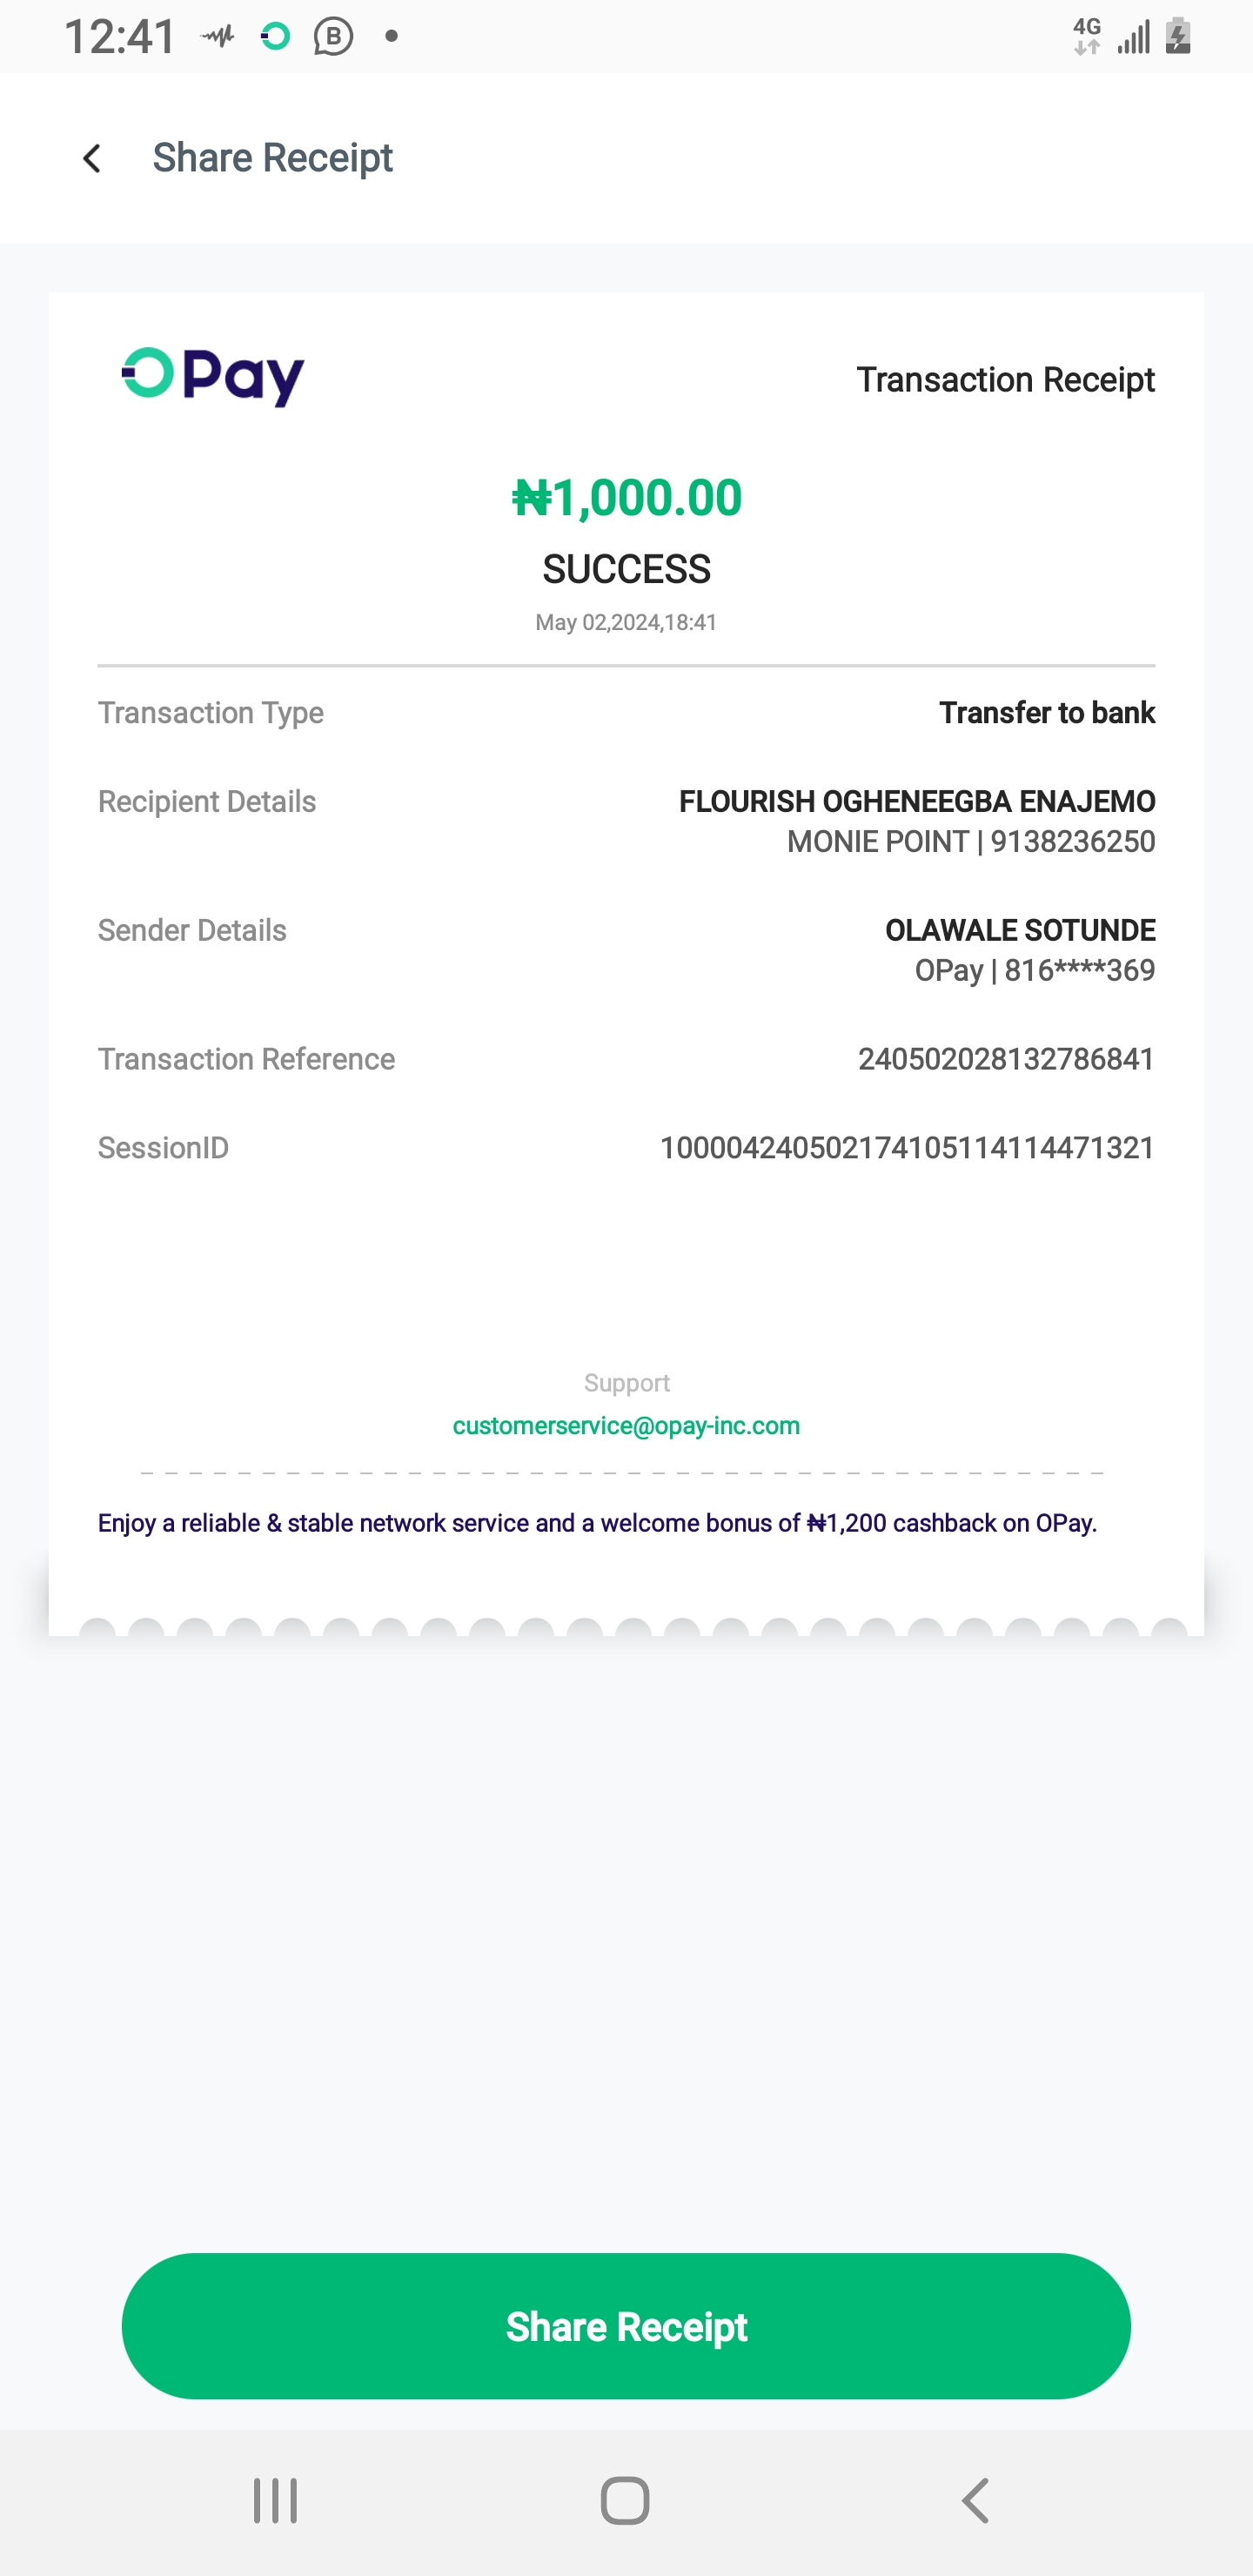 12:41 B 4G
Share Receipt
OPay Transaction Receipt
₦1,000.00
SUCCESS
May 02,2024,18:41
Transaction Type Transfer to bank
Recipient Details FLOURISH OGHENEEGBA ENAJEMO
MONIE POINT | 9138236250
Sender Details OLAWALE SOTUNDE
OPay | 816****369
Transaction Reference 240502028132786841
SessionID 100004240502174105114114471321
Support
customerservice@opay-inc.com
Enjoy a reliable & stable network service and a welcome bonus of ₦1,200 cashback on OPay.
Share Receipt